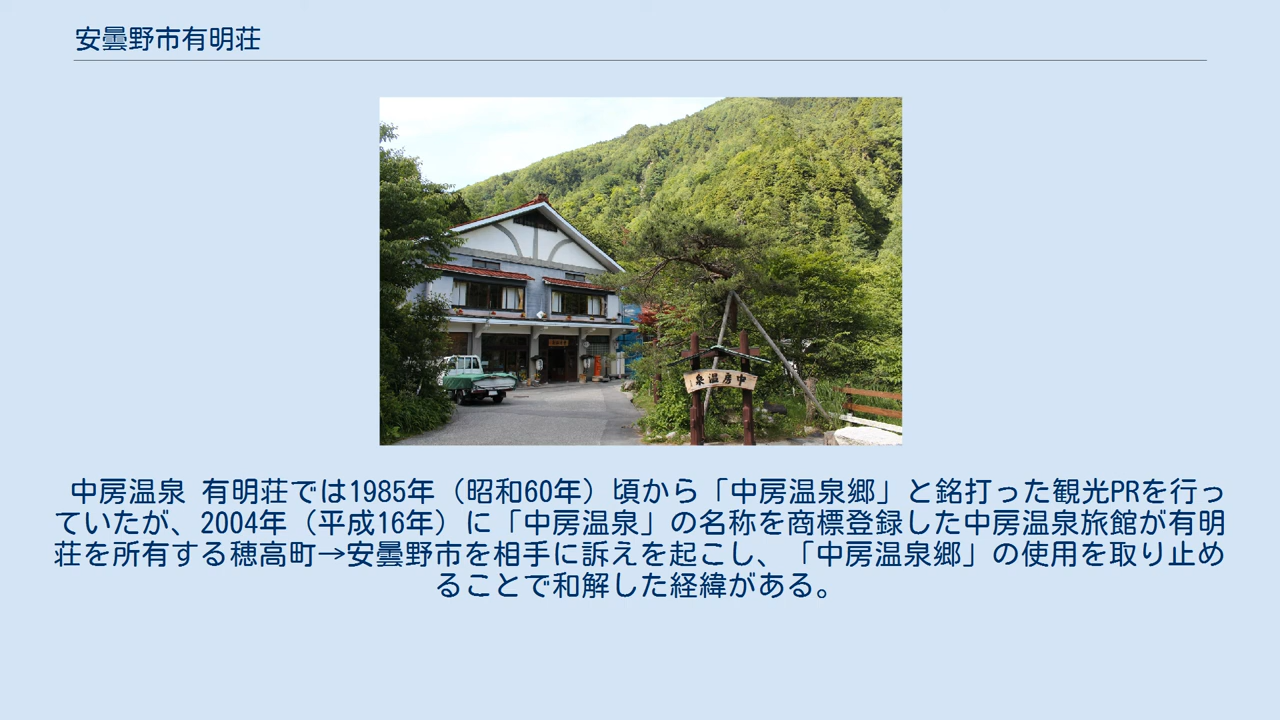 安曇野市有明荘
泉温房中
中房温泉 有明荘では1985年（昭和60年）頃から「中房温泉郷」と銘打った観光PRを行っ
ていたが、2004年（平成16年）に「中房温泉」の名称を商標登録した中房温泉旅館が有明
荘を所有する穂高町→安曇野市を相手に訴えを起こし、「中房温泉郷」の使用を取り止め
ることで和解した経緯がある。